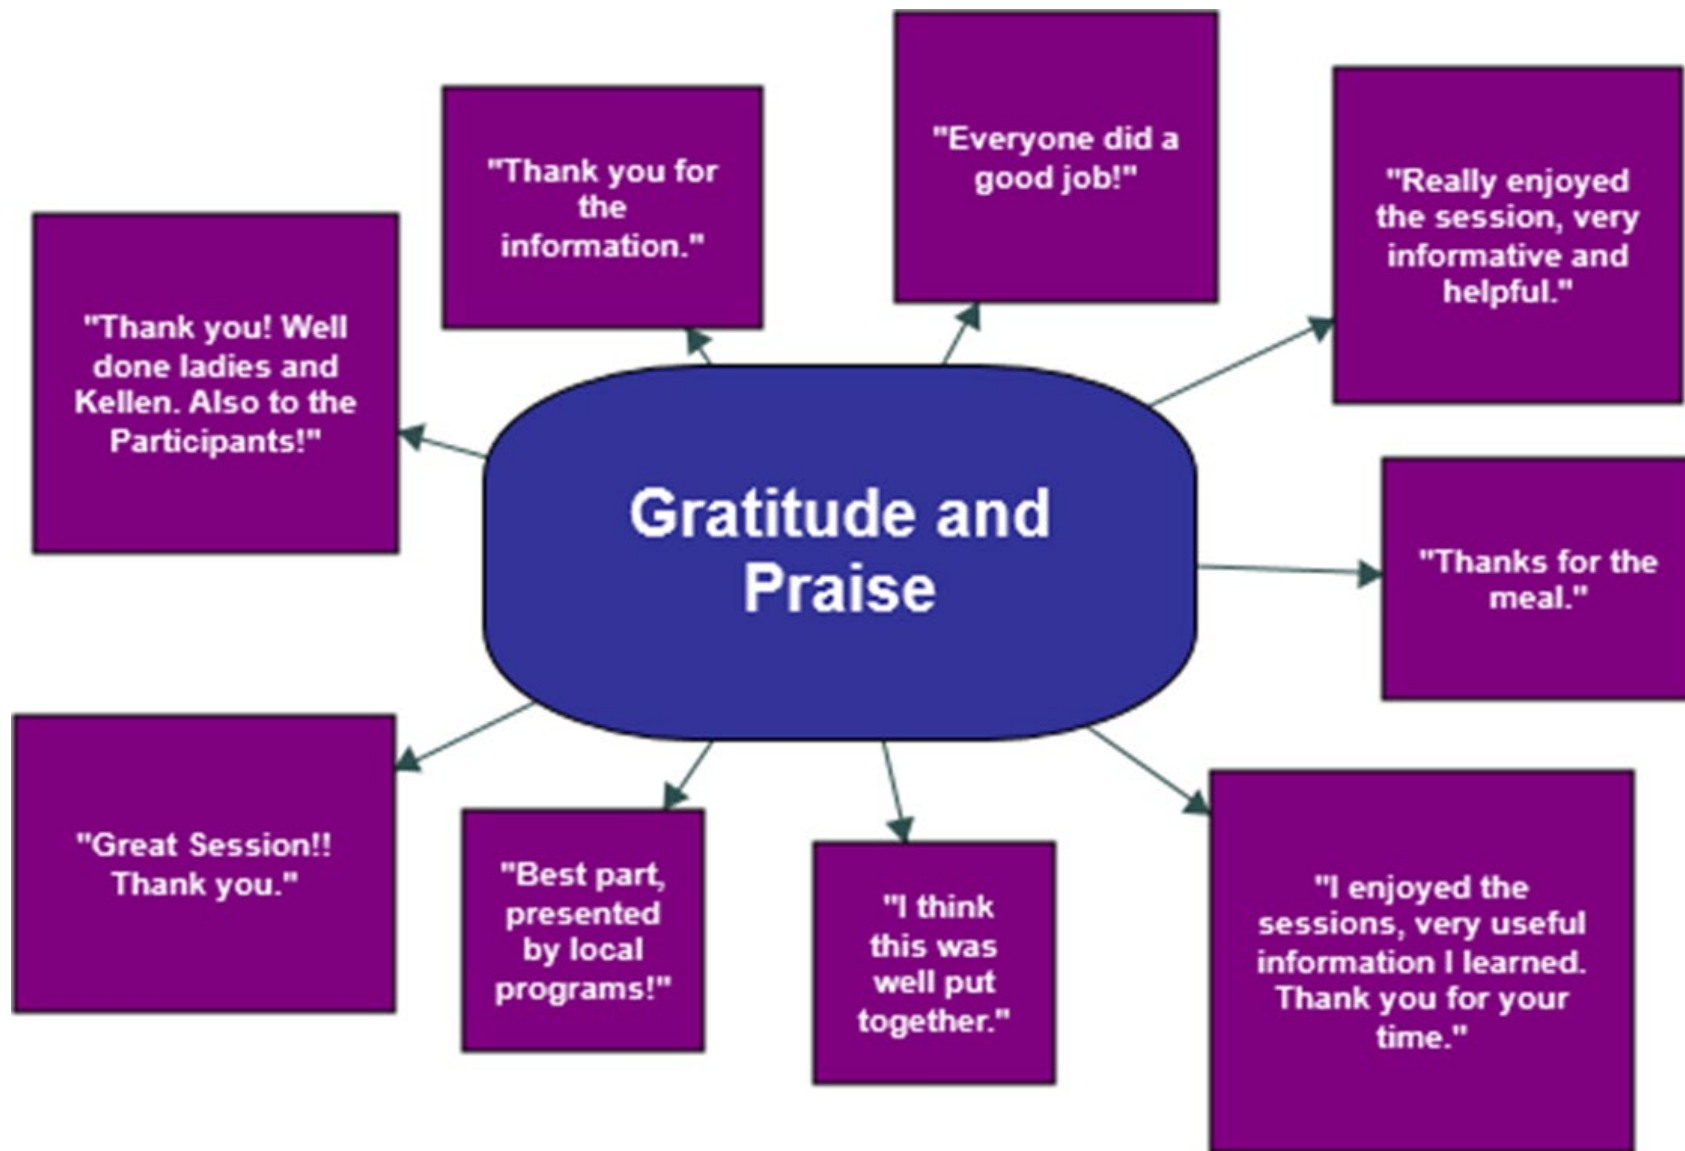 "Everyone did a
good job!"
"Thank you for
the
information."
"Really enjoyed
the session, very
informative and
helpful."
"Thank you! Well
done ladies and
Kellen. Also to the
Participants!"
Gratitude and
Praise
"Thanks for the
meal."
"Great Session!!
Thank you."
"Best part,
presented
by local
programs!"
"I think
this was
well put
together."
"I enjoyed the
sessions, very useful
information I learned.
Thank you for your
time."